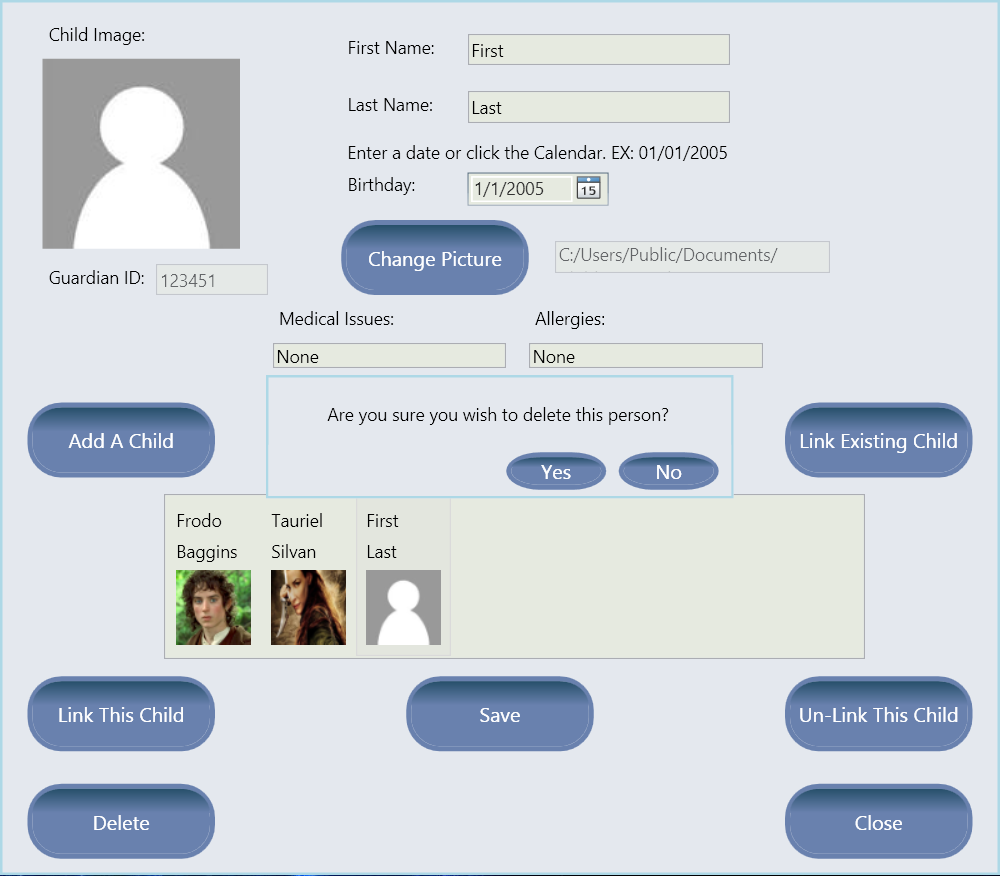 Child Image:
First Name: First
Last Name: Last
Enter a date or click the Calendar. EX: 01/01/2005
Birthday: 1/1/2005 15
Change Picture C:/Users/Public/Documents/
Guardian ID: 123451
Medical Issues: Allergies:
None None
Are you sure you wish to delete this person?
Add A Child Link Existing Child
Yes No
Frodo Tauriel First
Baggins Silvan Last
Link This Child Save Un-Link This Child
Delete Close